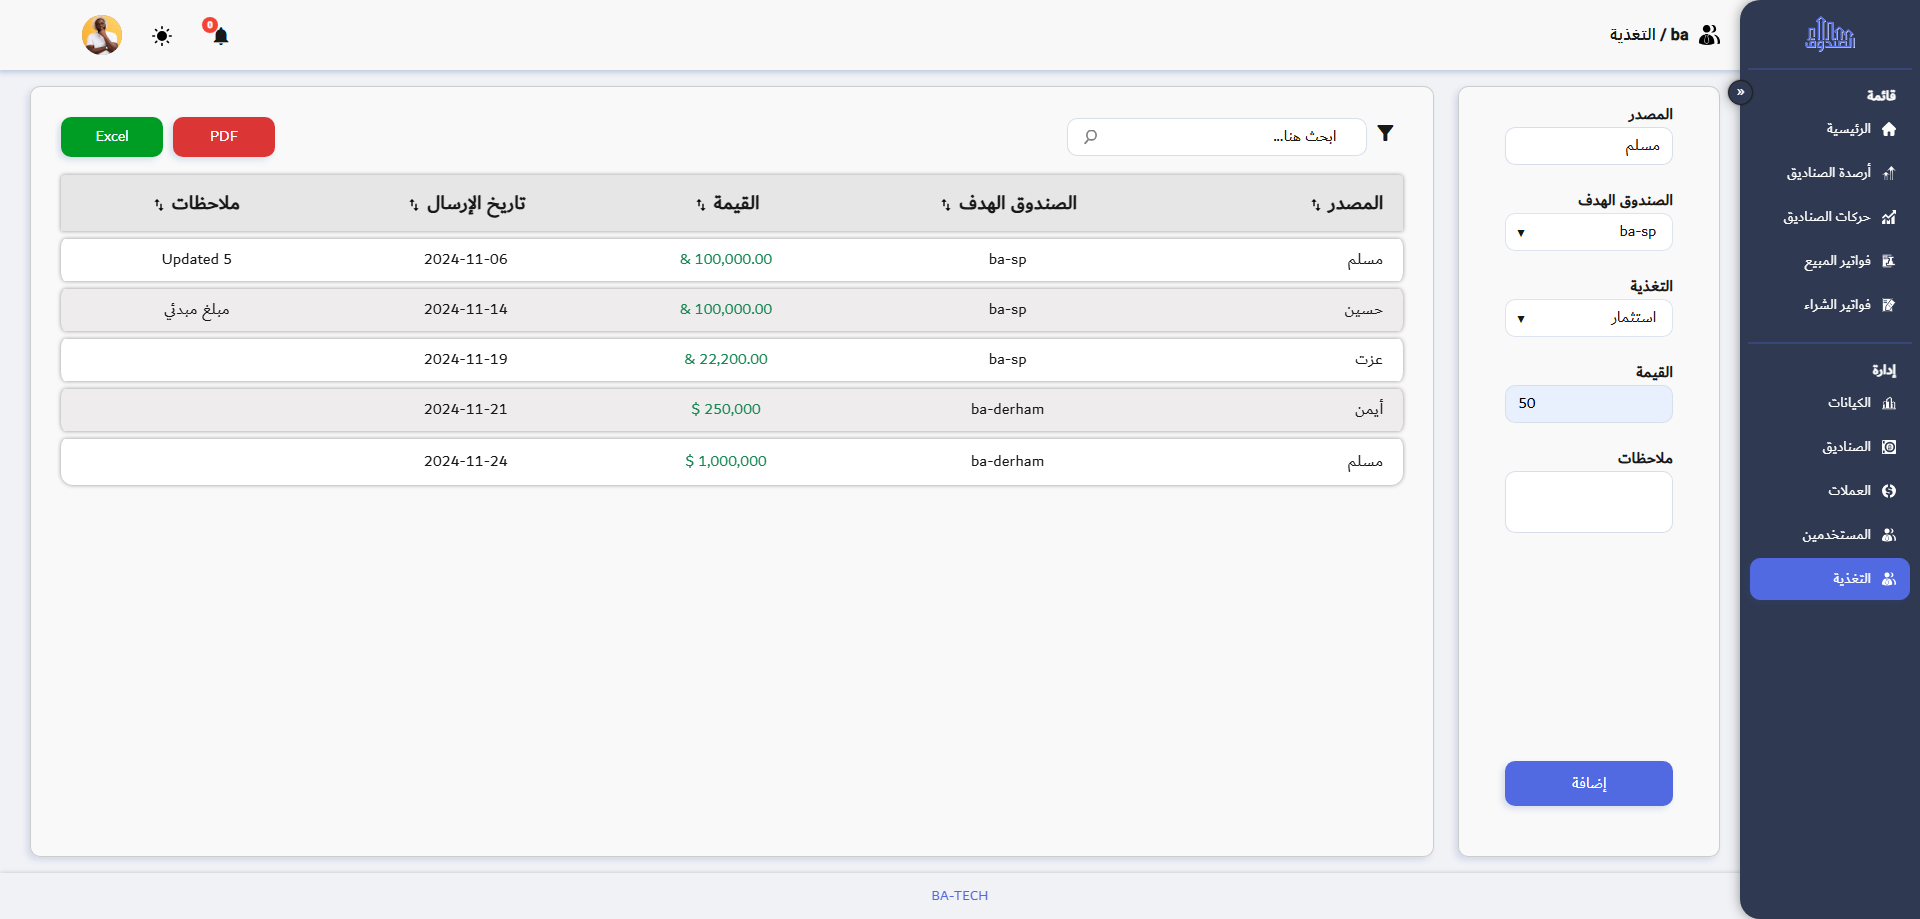 الصندوق
قائمة
الرئيسية
أرصدة الصناديق
حركات الصناديق
فواتير المبيع
فواتير الشراء
إدارة
الكيانات
الصناديق
العملات
المستخدمين
التغذية
ba / التغذية
0
»
المصدر
مسلم
الصندوق الهدف
ba-sp
التغذية
استثمار
القيمة
50
ملاحظات
إضافة
ابحث هنا...
PDF
Excel
المصدر الصندوق الهدف القيمة تاريخ الإرسال ملاحظات
مسلم ba-sp & 100,000.00 2024-11-06 Updated 5
حسين ba-sp & 100,000.00 2024-11-14 مبلغ مبدئي
عزت ba-sp & 22,200.00 2024-11-19
أيمن ba-derham $ 250,000 2024-11-21
مسلم ba-derham $ 1,000,000 2024-11-24
BA-TECH